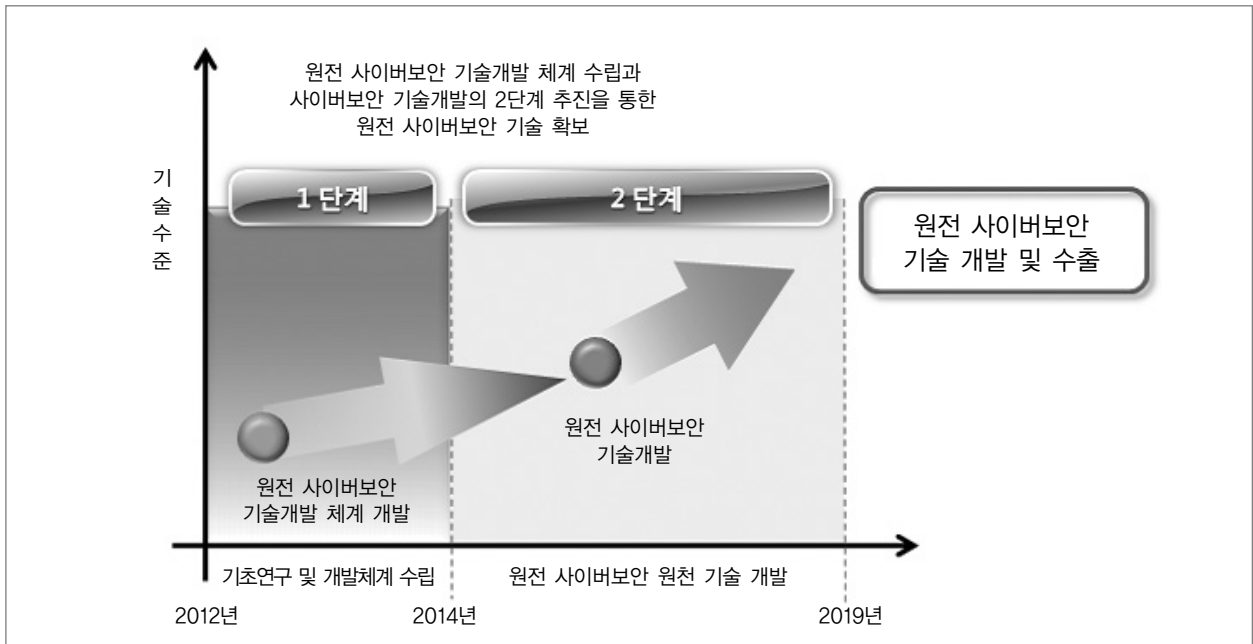 원전 사이버보안 기술개발 체계 수립과
사이버보안 기술개발의 2단계 추진을 통한
원전 사이버보안 기술 확보
기
술
수
준
1 단계
2 단계
원전 사이버보안
기술 개발 및 수출
원전 사이버보안
기술개발
원전 사이버보안
기술개발 체계 개발
기초연구 및 개발체계 수립
원전 사이버보안 원천 기술 개발
2012년
2014년
2019년